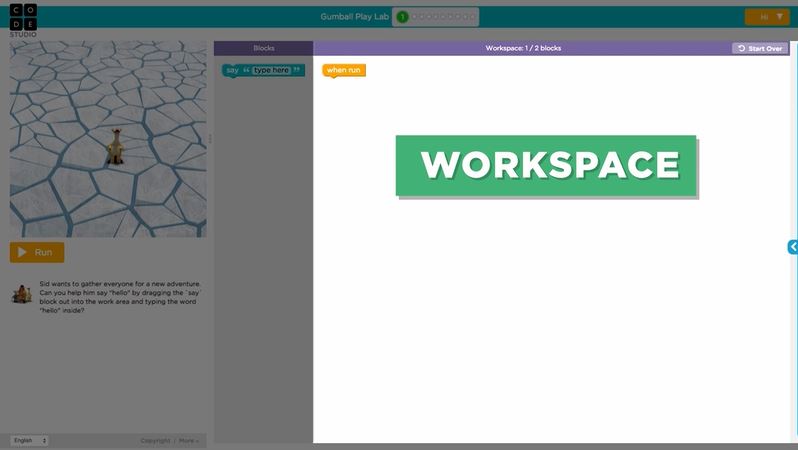 C O
D E
STUDIO
Gumball Play Lab
1
Hi
Blocks
Workspace: 1 / 2 blocks
Start Over
say “ type here ”
when run
WORKSPACE
Run
Sid wants to gather everyone for a new adventure.
Can you help him say "hello" by dragging the `say`
block out into the work area and typing the word
"hello" inside?
English
Copyright | More